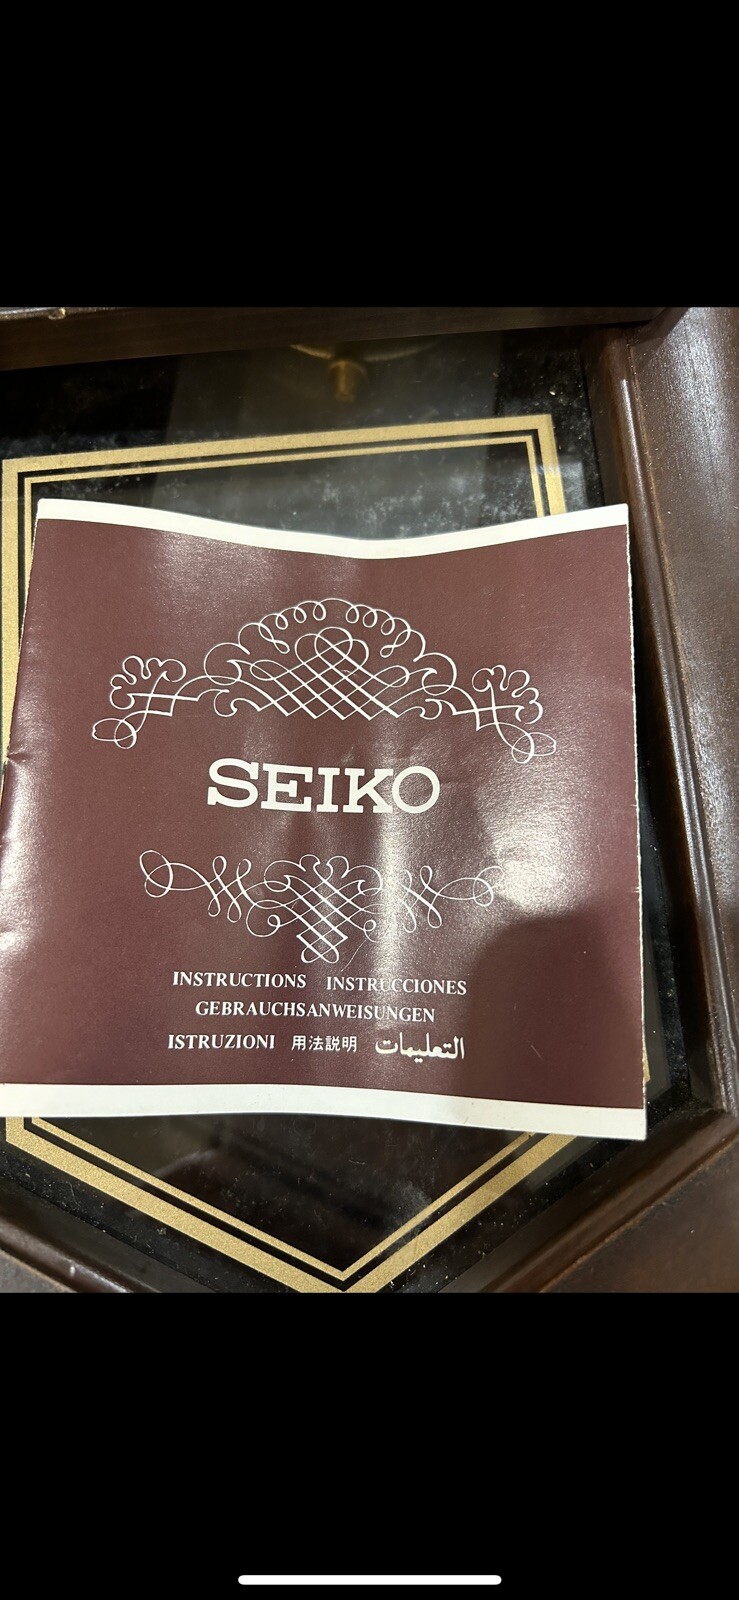 SEIKO
INSTRUCTIONS INSTRUCCIONES
GEBRAUCHSANWEISUNGEN
ISTRUZIONI 用法説明 التعليمات